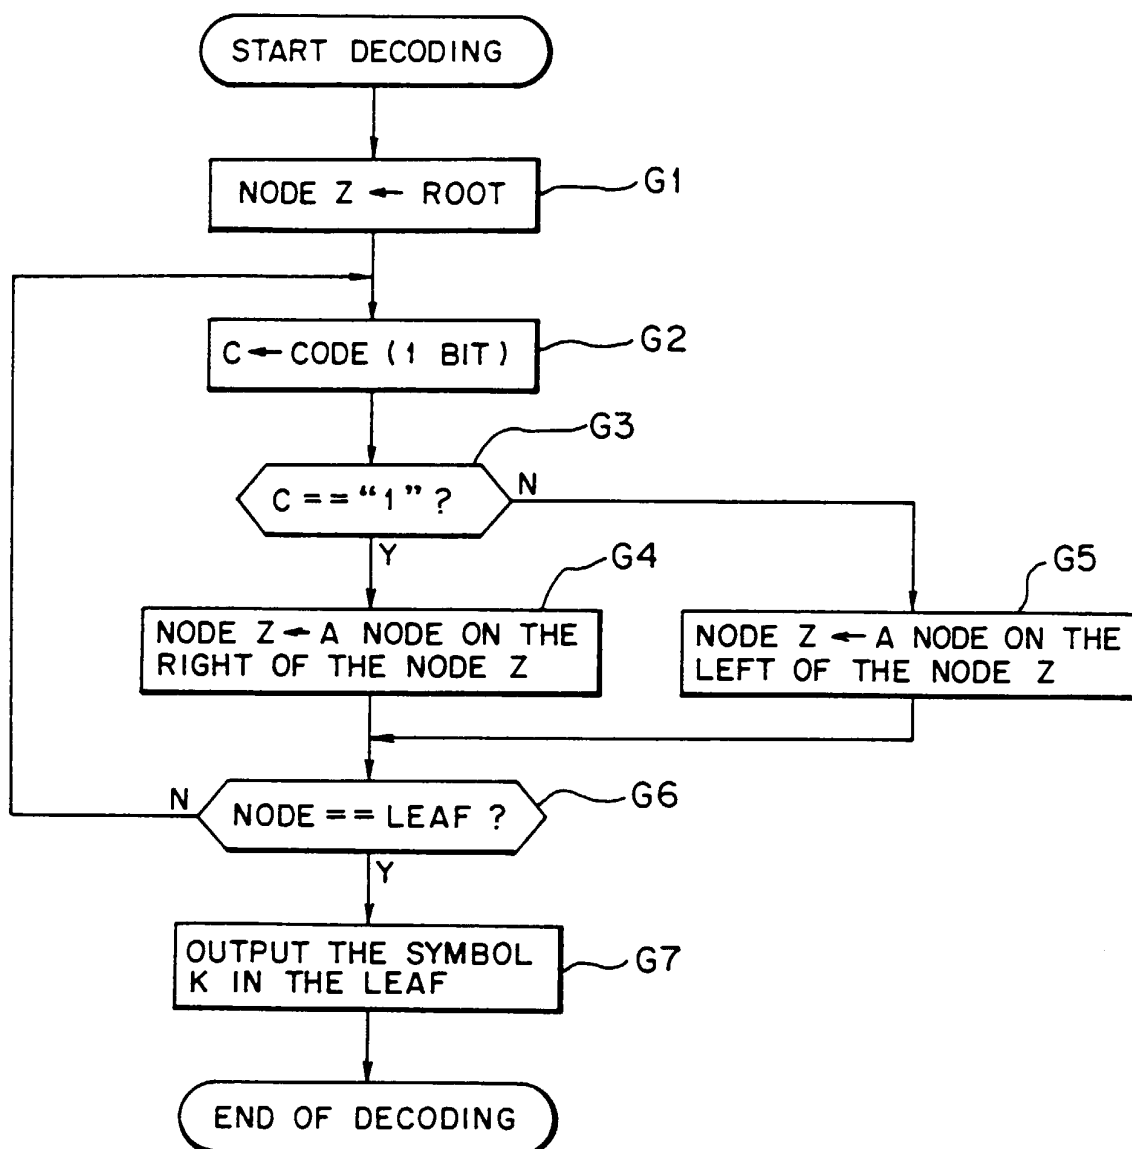 START DECODING
NODE Z ← ROOT
G1
C ← CODE (1 BIT)
G2
G3
C == “1” ?
N
Y
G4
G5
NODE Z ← A NODE ON THE
RIGHT OF THE NODE Z
NODE Z ← A NODE ON THE
LEFT OF THE NODE Z
N
NODE == LEAF ?
G6
Y
OUTPUT THE SYMBOL
K IN THE LEAF
G7
END OF DECODING